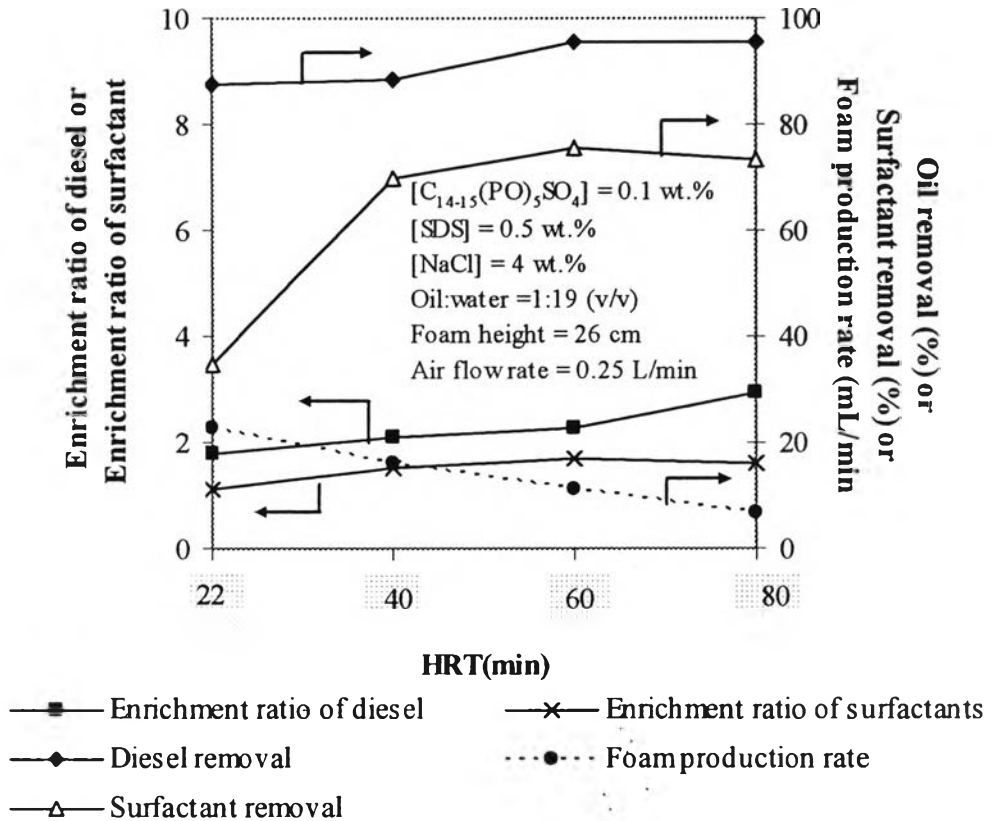 10
8
6
4
2
0
Enrichment ratio of diesel or
Enrichment ratio of surfactant
[C14-15(PO)5SO4] = 0.1 wt.%
[SDS] = 0.5 wt.%
[NaCl] = 4 wt.%
Oil:water =1:19 (v/v)
Foam height = 26 cm
Air flow rate = 0.25 L/min
100
80
60
40
20
0
Oil removal (%) or
Surfactant removal (%) or
Foam production rate (mL/min
22 40 60 80
HRT(min)
Enrichment ratio of diesel
Enrichment ratio of surfactants
Diesel removal
Foam production rate
Surfactant removal